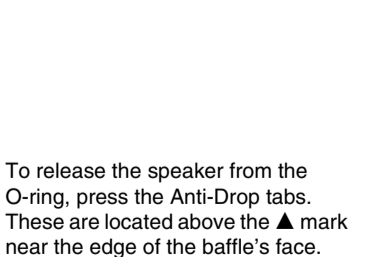 To release the speaker from the
O-ring, press the Anti-Drop tabs.
These are located above the ▲ mark
near the edge of the baffle’s face.